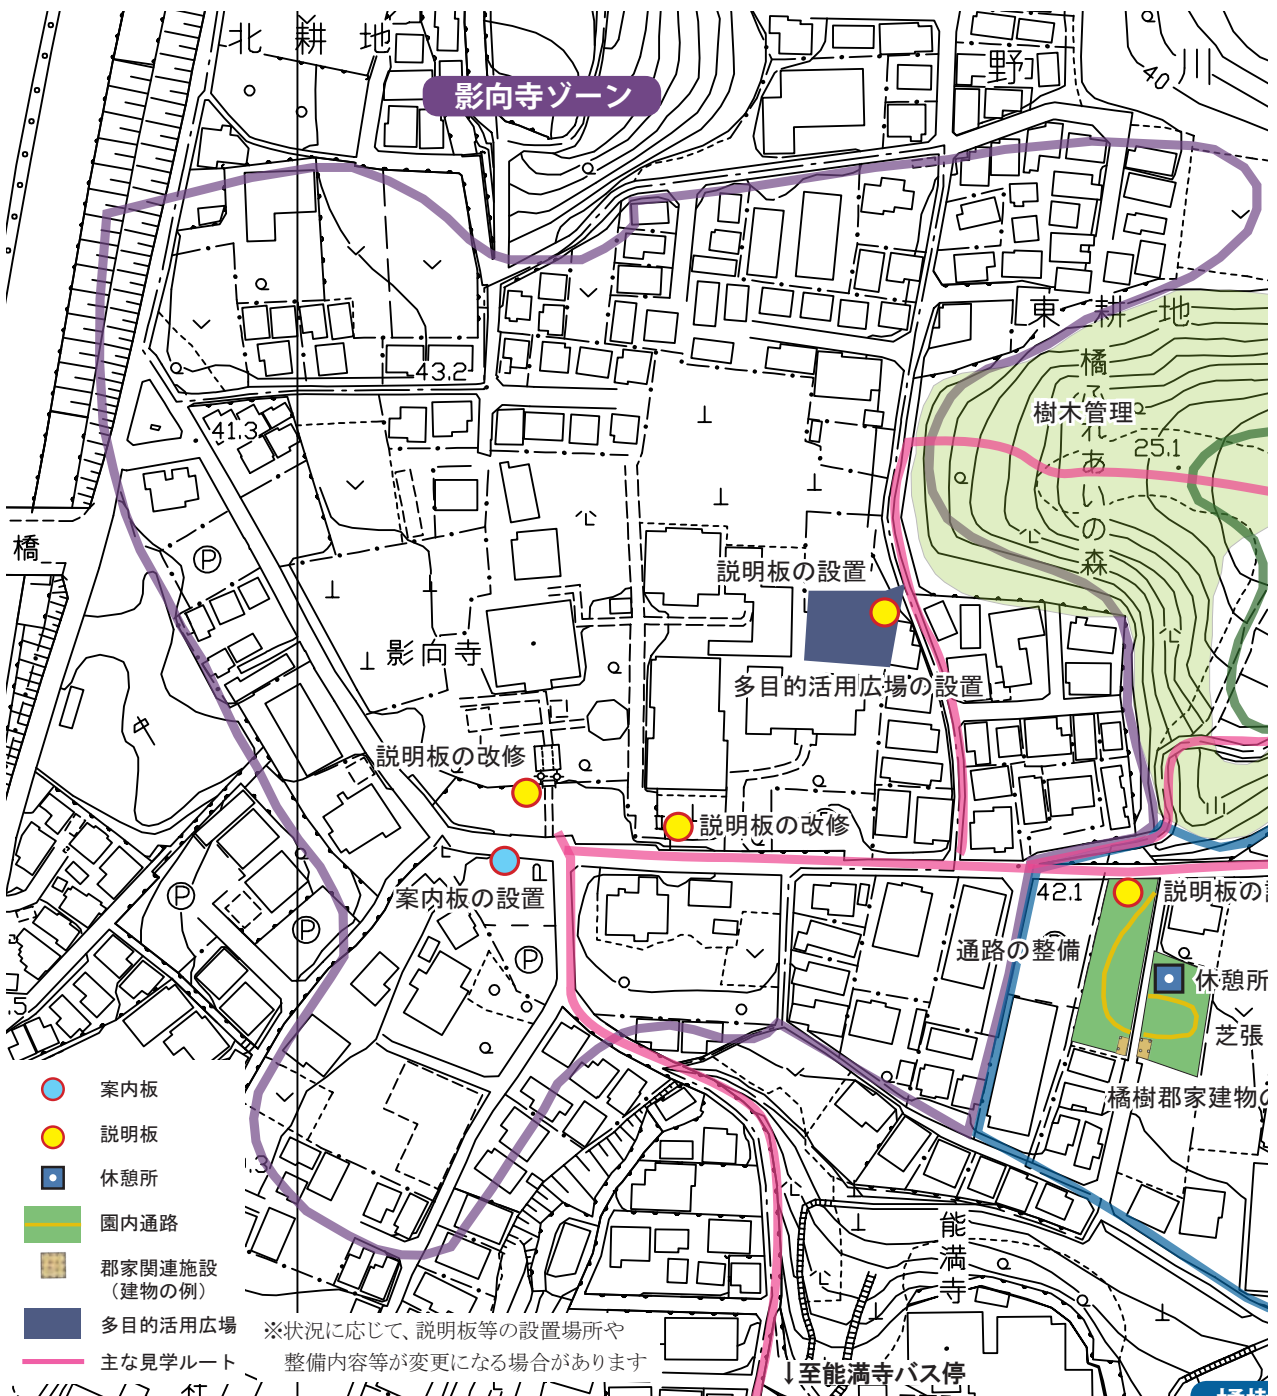 北耕地
影向寺ゾーン
野川
40
東耕地
橘ふれあいの森
樹木管理
25.1
43.2
41.3
橋
P
説明板の設置
影向寺
多目的活用広場の設置
説明板の改修
説明板の改修
案内板の設置
42.1
説明板の
P
P
P
通路の整備
休憩所
芝張
橘樹郡家建物の
.5
.3
案内板
説明板
休憩所
園内通路
郡家関連施設
（建物の例）
多目的活用広場
主な見学ルート
※状況に応じて、説明板等の設置場所や
整備内容等が変更になる場合があります
能満寺
↓至能満寺バス停